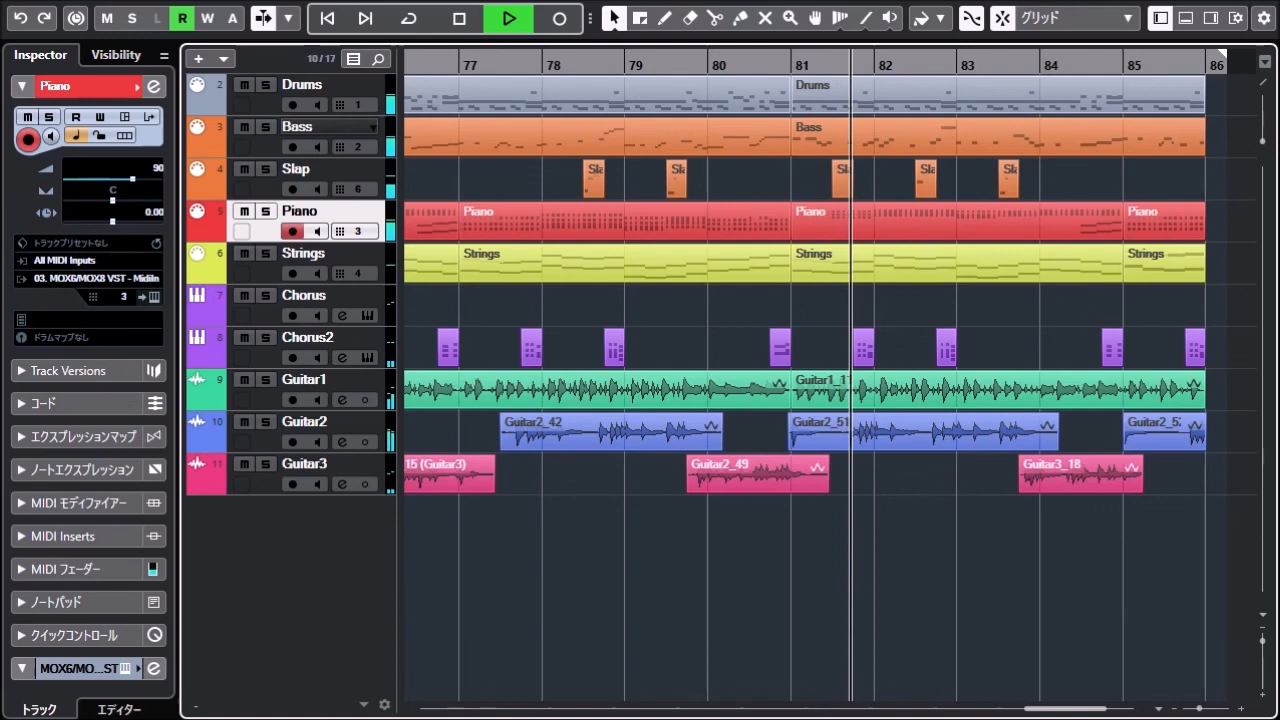 M S L R W A
グリッド
Inspector Visibility
10/17
77 78 79 80 81 82 83 84 85 86
Piano
M S R W
90
C
0.00
トラックプリセットなし
All MIDI Inputs
03. MOX6/MOX8 VST - MidiIn
3
ドラムマップなし
Track Versions
コード
エクスプレッションマップ
ノートエクスプレッション
MIDI モディファイアー
MIDI Inserts
MIDI フェーダー
ノートパッド
クイックコントロール
MOX6/MO...ST
トラック エディター
2 M S Drums
1
Drums
3 M S Bass
2
Bass
4 M S Slap
6
Sla Sla Sla Sla Sla
5 M S Piano
3
Piano Piano Piano
6 M S Strings
4
Strings Strings Strings
7 M S Chorus
8 M S Chorus2
9 M S Guitar1
Guitar1_11
10 M S Guitar2
Guitar2_42 Guitar2_51 Guitar2_52
11 M S Guitar3
15 (Guitar3) Guitar2_49 Guitar3_18